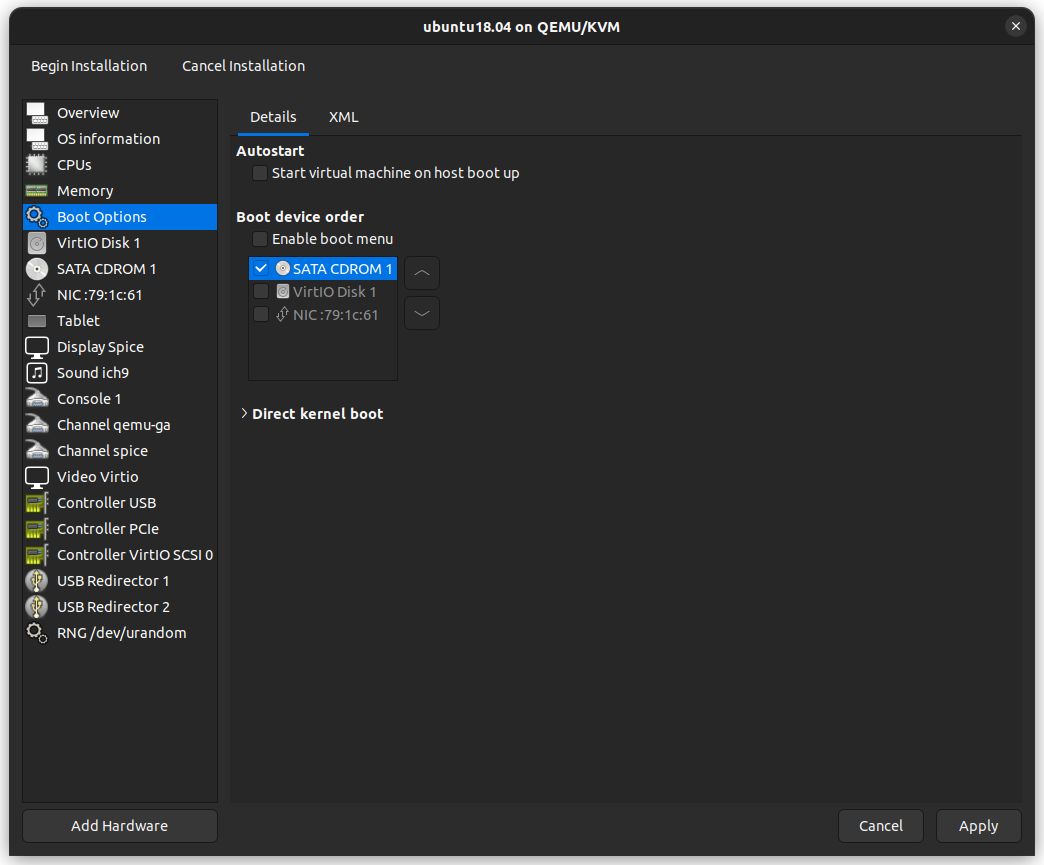 ubuntu18.04 on QEMU/KVM
Begin Installation
Cancel Installation
Overview
OS information
CPUs
Memory
Boot Options
VirtIO Disk 1
SATA CDROM 1
NIC :79:1c:61
Tablet
Display Spice
Sound ich9
Console 1
Channel qemu-ga
Channel spice
Video Virtio
Controller USB
Controller PCIe
Controller VirtIO SCSI 0
USB Redirector 1
USB Redirector 2
RNG /dev/urandom
Add Hardware
Details
XML
Autostart
Start virtual machine on host boot up
Boot device order
Enable boot menu
SATA CDROM 1
VirtIO Disk 1
NIC :79:1c:61
Direct kernel boot
Cancel
Apply